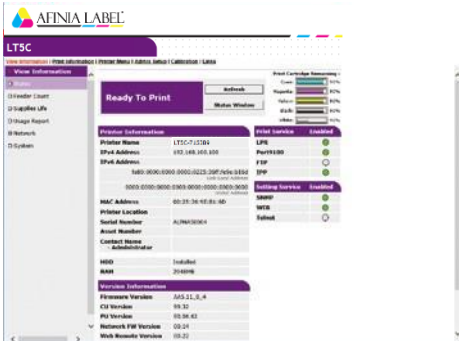 AFINIA LABEL
LT5C
View Information | Print Information | Printer Menu | Admin Setup | Calibration | Links
View Information
Status
Feeder Count
Supplies Life
Usage Report
Network
System
Ready To Print
Refresh
Status Window
Print Cartridge Remaining
Cyan:
Magenta:
Yellow:
Black:
White:
Printer Information
Printer Name
IPv4 Address 192.168.100.100
IPv6 Address
MAC Address
Printer Location
Serial Number
Asset Number
Contact Name
- Administrator
HDD Installed
RAM 2048MB
Print Service Enabled
LPR
Port9100
FTP
IPP
Setting Service Enabled
SNMP
WEB
Telnet
Version Information
Firmware Version
CU Version
PU Version
Network FW Version
Web Remote Version